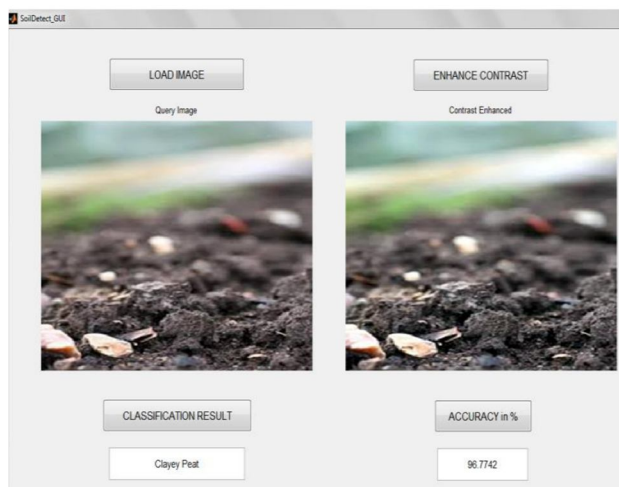 SoilDetect_GUI
LOAD IMAGE
ENHANCE CONTRAST
Query Image
Contrast Enhanced
CLASSIFICATION RESULT
ACCURACY in %
Clayey Peat
96.7742